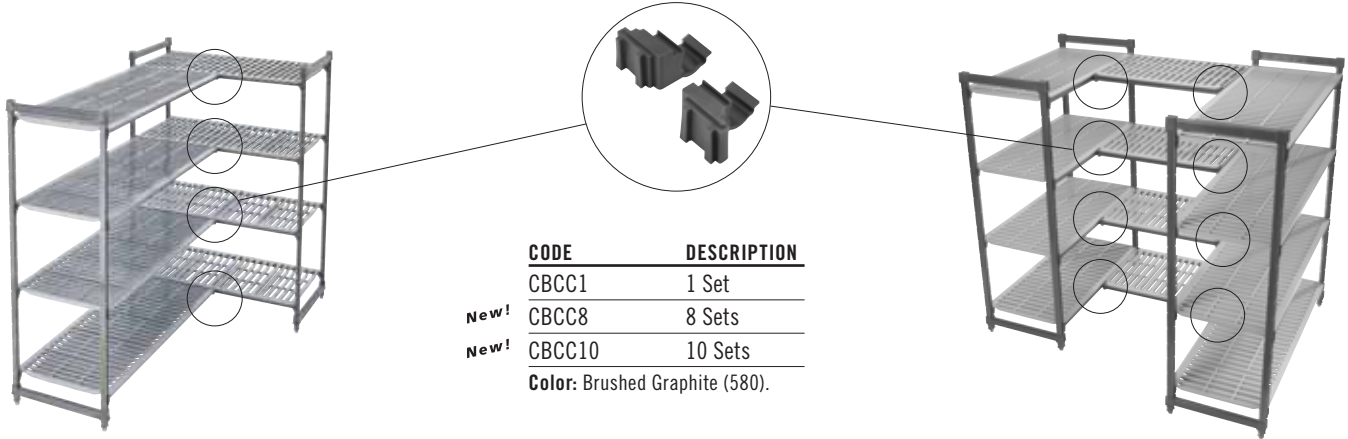 CODE DESCRIPTION
CBCC1 1 Set
New! CBCC8 8 Sets
New! CBCC10 10 Sets
Color: Brushed Graphite (580).